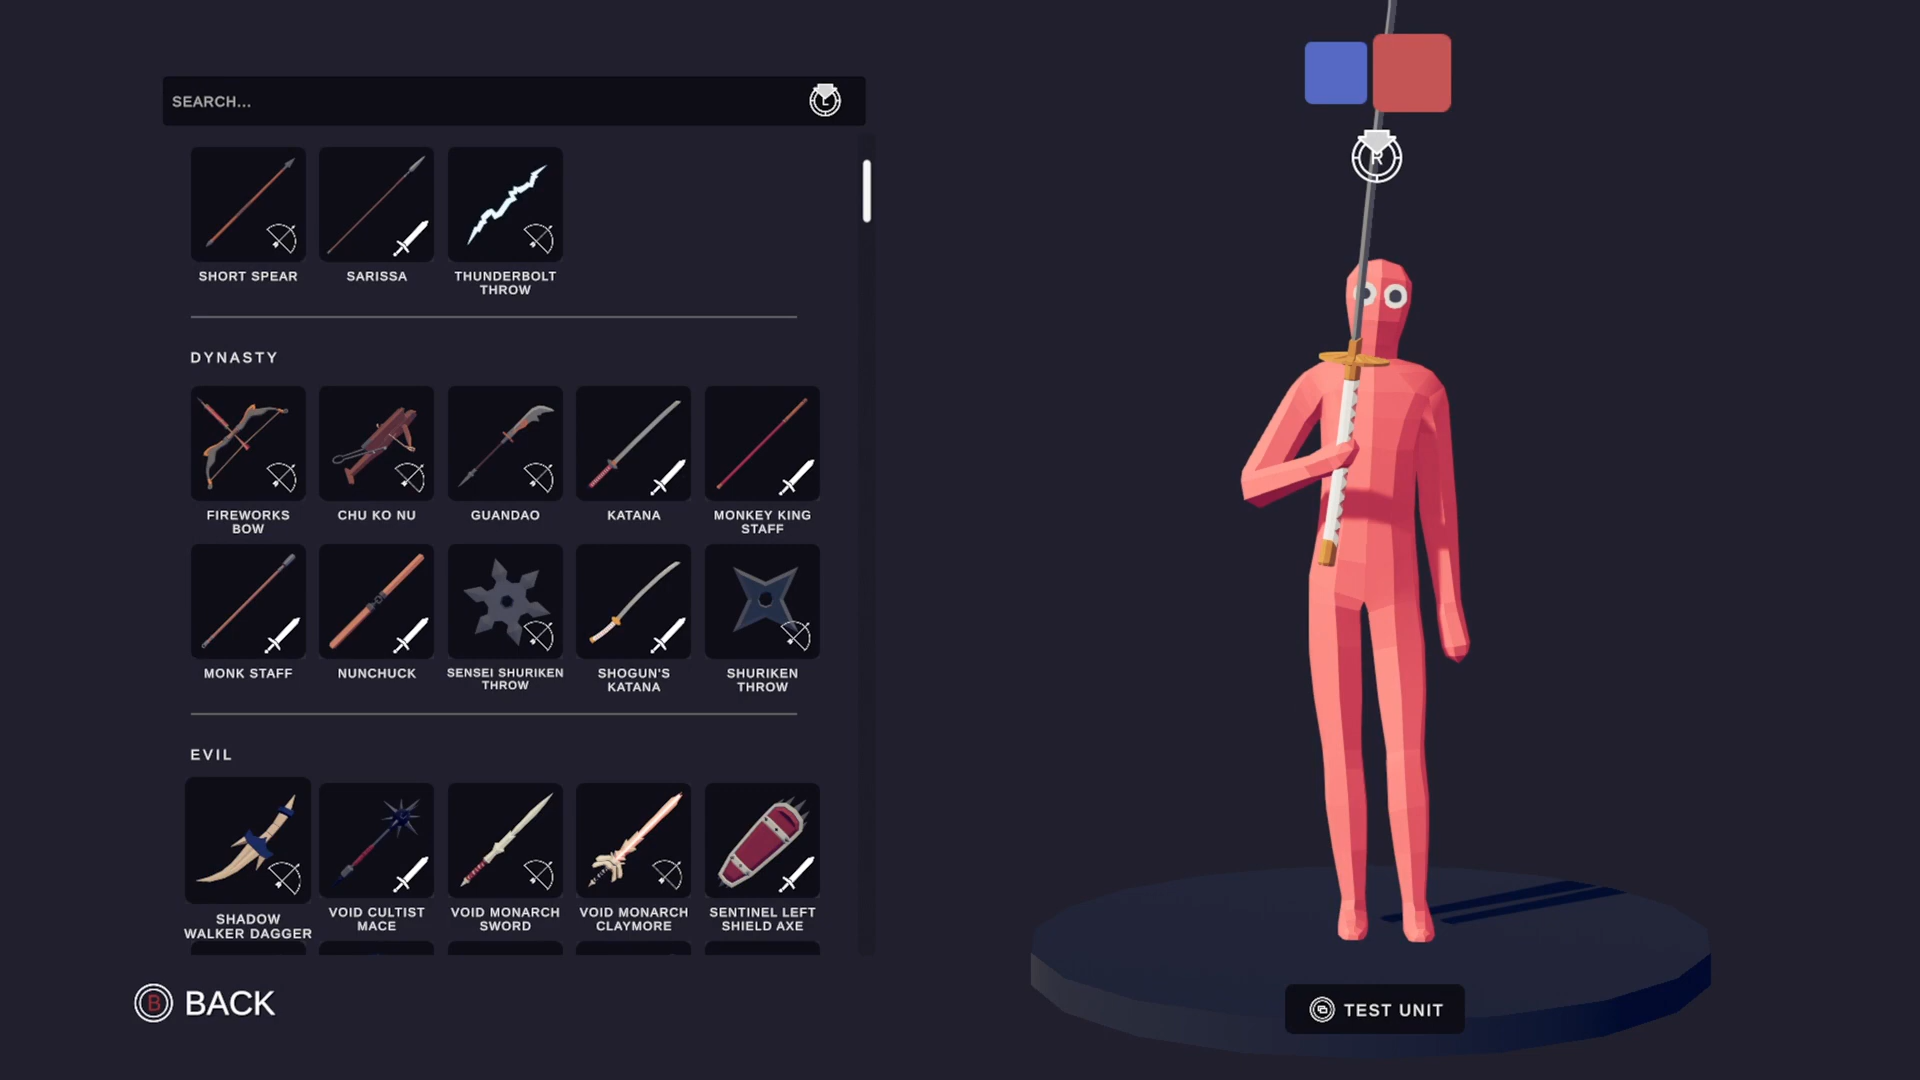 SEARCH...
L
R
SHORT SPEAR
SARISSA
THUNDERBOLT
THROW
DYNASTY
FIREWORKS
BOW
CHU KO NU
GUANDAO
KATANA
MONKEY KING
STAFF
MONK STAFF
NUNCHUCK
SENSEI SHURIKEN
THROW
SHOGUN'S
KATANA
SHURIKEN
THROW
EVIL
SHADOW
WALKER DAGGER
VOID CULTIST
MACE
VOID MONARCH
SWORD
VOID MONARCH
CLAYMORE
SENTINEL LEFT
SHIELD AXE
B BACK
TEST UNIT